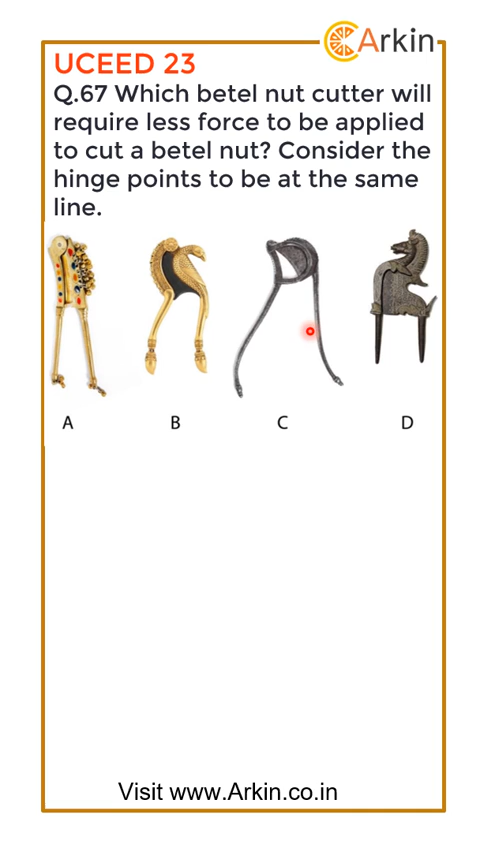 Arkin
UCEED 23
Q.67 Which betel nut cutter will
require less force to be applied
to cut a betel nut? Consider the
hinge points to be at the same
line.
A B C D
Visit www.Arkin.co.in